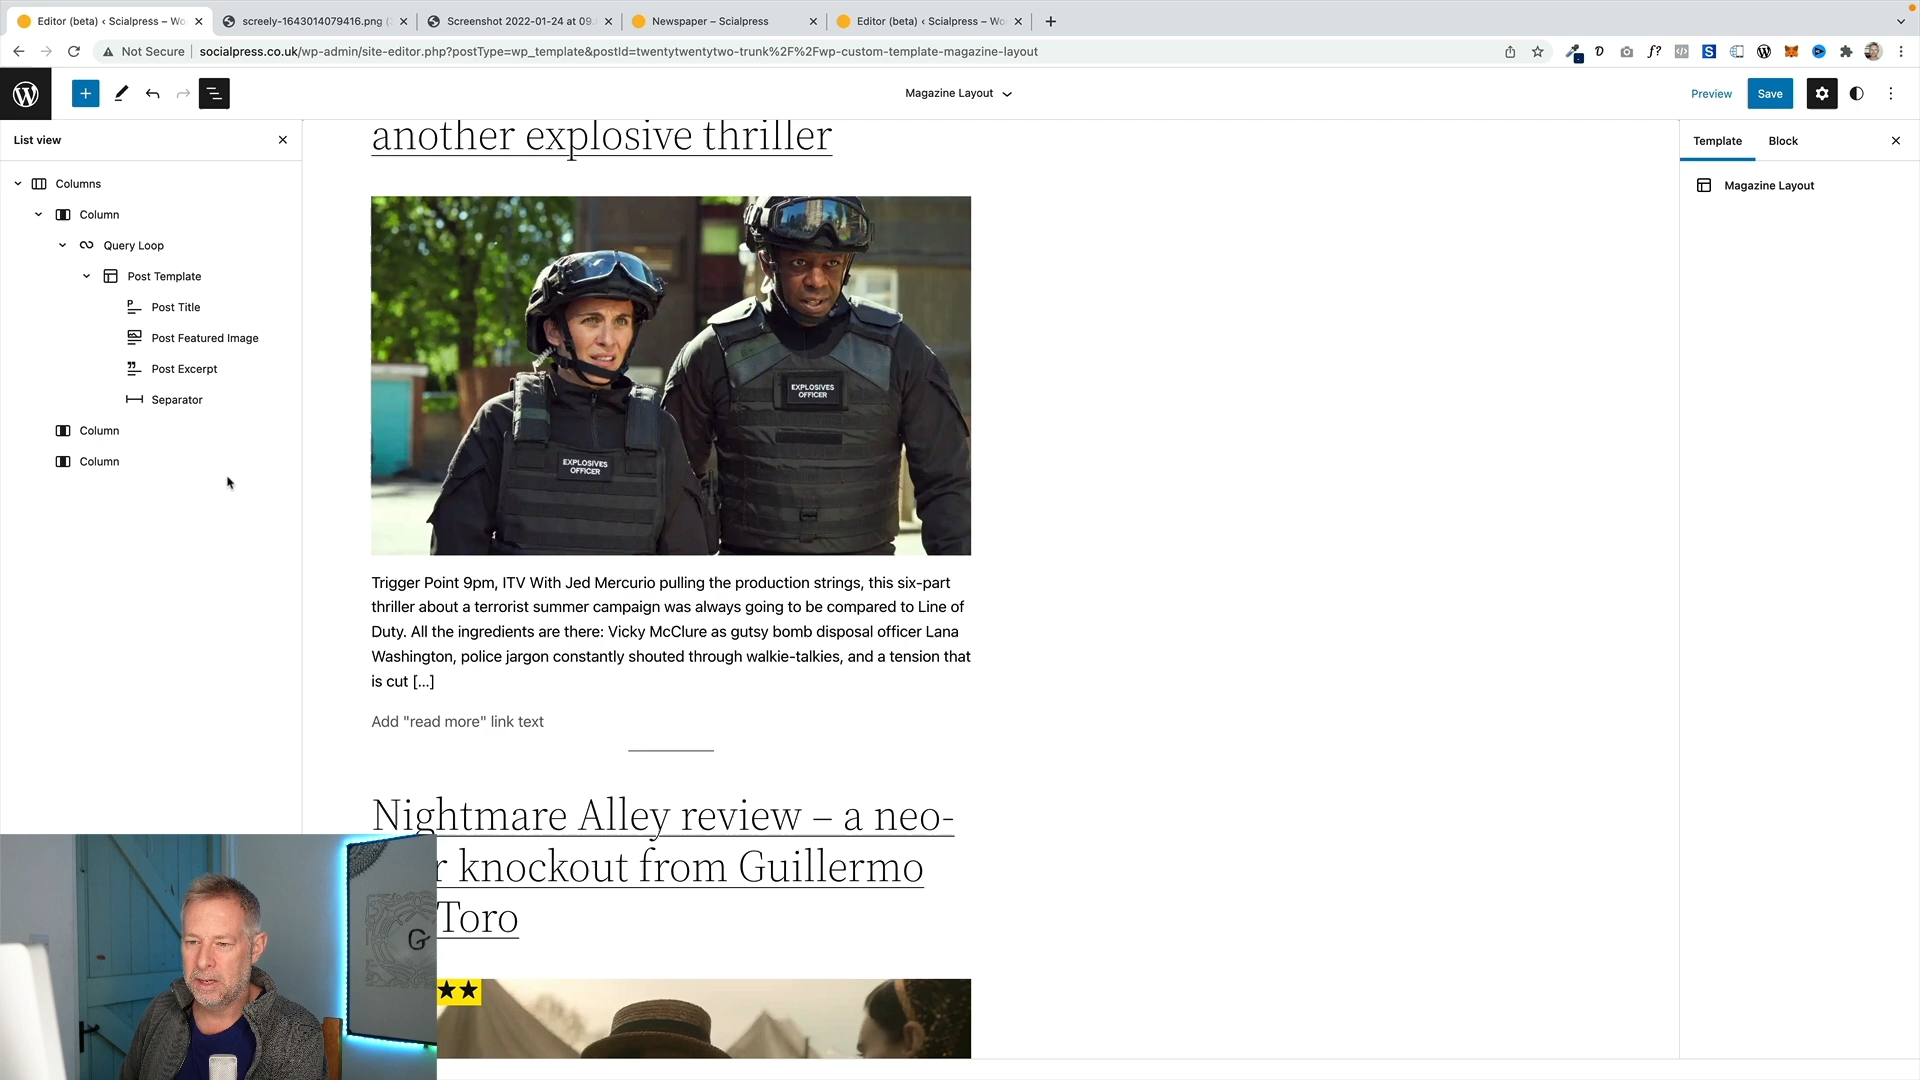 Editor (beta) ‹ Scialpress – Wo
screely-1643014079416.png (
Screenshot 2022-01-24 at 09.
Newspaper – Scialpress
Editor (beta) ‹ Scialpress – Wo
Not Secure
socialpress.co.uk/wp-admin/site-editor.php?postType=wp_template&postId=twentytwentytwo-trunk%2F%2Fwp-custom-template-magazine-layout
Magazine Layout
Preview
Save
List view
Columns
Column
Query Loop
Post Template
Post Title
Post Featured Image
Post Excerpt
Separator
Column
Column
another explosive thriller
EXPLOSIVES
OFFICER
EXPLOSIVES
OFFICER
Trigger Point 9pm, ITV With Jed Mercurio pulling the production strings, this six-part
thriller about a terrorist summer campaign was always going to be compared to Line of
Duty. All the ingredients are there: Vicky McClure as gutsy bomb disposal officer Lana
Washington, police jargon constantly shouted through walkie-talkies, and a tension that
is cut […]
Add "read more" link text
Nightmare Alley review – a neo-
r knockout from Guillermo
Toro
★★
Template
Block
Magazine Layout
G